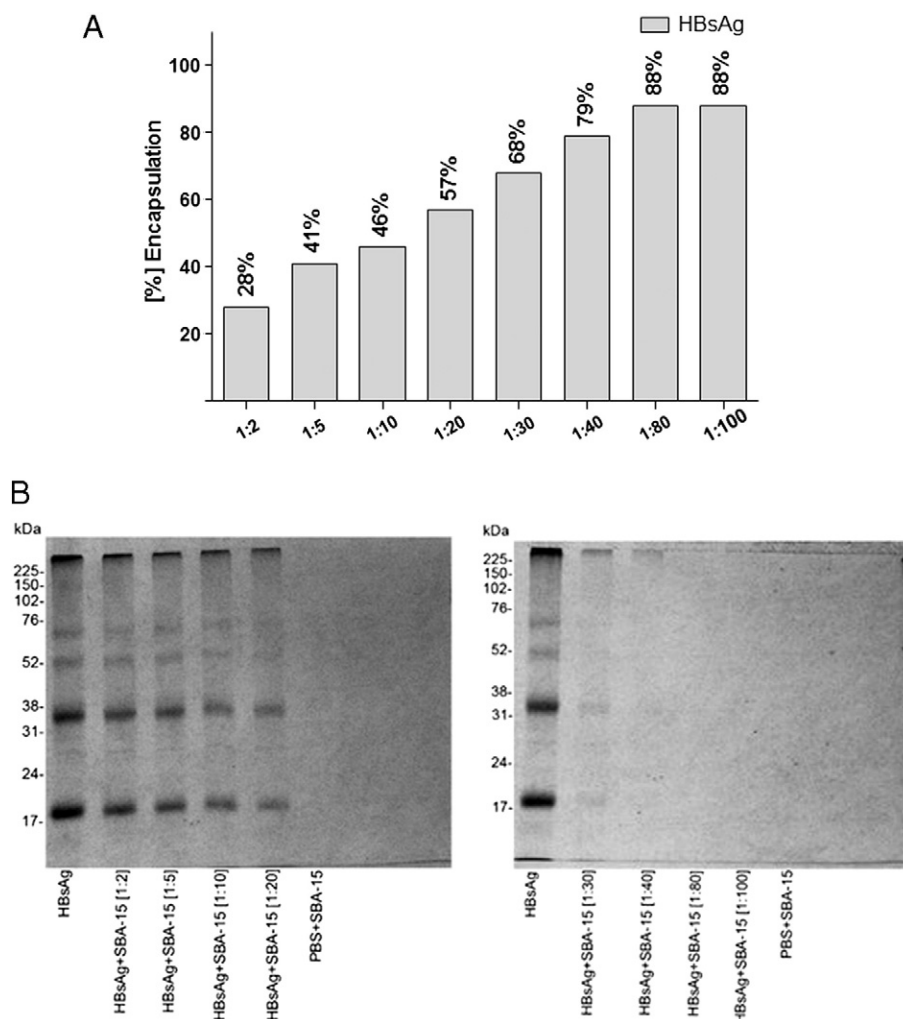 A
HBsAg
[%] Encapsulation
100
80
60
40
20
28%
41%
46%
57%
68%
79%
88%
88%
1:2
1:5
1:10
1:20
1:30
1:40
1:80
1:100
B
kDa
225-
150-
102-
76-
52-
38-
31-
24-
17-
HBsAg
HBsAg+SBA-15 [1:2]
HBsAg+SBA-15 [1:5]
HBsAg+SBA-15 [1:10]
HBsAg+SBA-15 [1:20]
PBS+SBA-15
kDa
225-
150-
102-
76-
52-
38-
31-
24-
17-
HBsAg
HBsAg+SBA-15 [1:30]
HBsAg+SBA-15 [1:40]
HBsAg+SBA-15 [1:80]
HBsAg+SBA-15 [1:100]
PBS+SBA-15